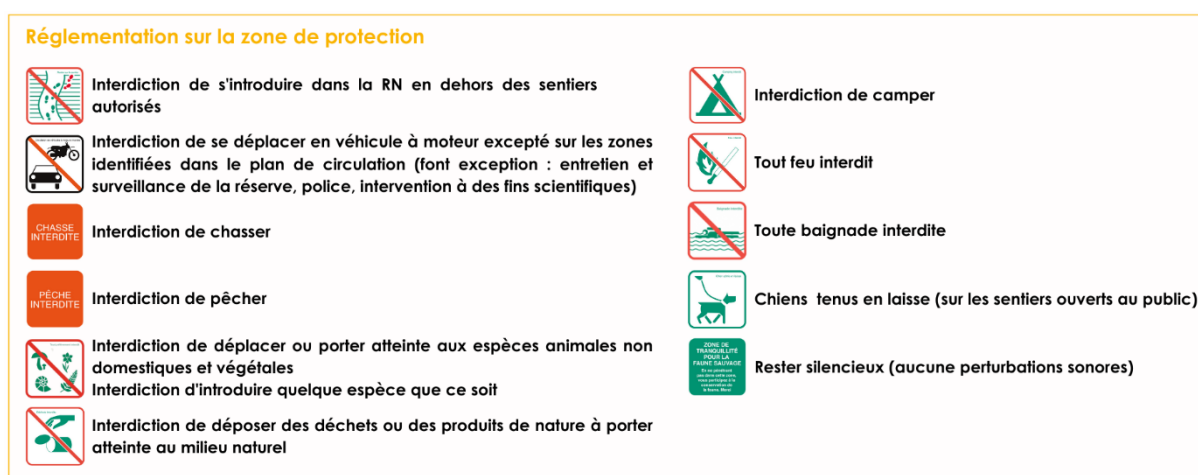 Réglementation sur la zone de protection
Interdiction de s'introduire dans la RN en dehors des sentiers
autorisés
Interdiction de se déplacer en véhicule à moteur excepté sur les zones
identifiées dans le plan de circulation (font exception : entretien et
surveillance de la réserve, police, intervention à des fins scientifiques)
CHASSE
INTERDITE
Interdiction de chasser
PÊCHE
INTERDITE
Interdiction de pêcher
Interdiction de déplacer ou porter atteinte aux espèces animales non
domestiques et végétales
Interdiction d'introduire quelque espèce que ce soit
Interdiction de déposer des déchets ou des produits de nature à porter
atteinte au milieu naturel
Interdiction de camper
Tout feu interdit
Baignade interdite
Toute baignade interdite
Chiens tenus en laisse (sur les sentiers ouverts au public)
ZONE DE
TRANQUILLITÉ
POUR LA
FAUNE SAUVAGE
Rester silencieux (aucune perturbations sonores)